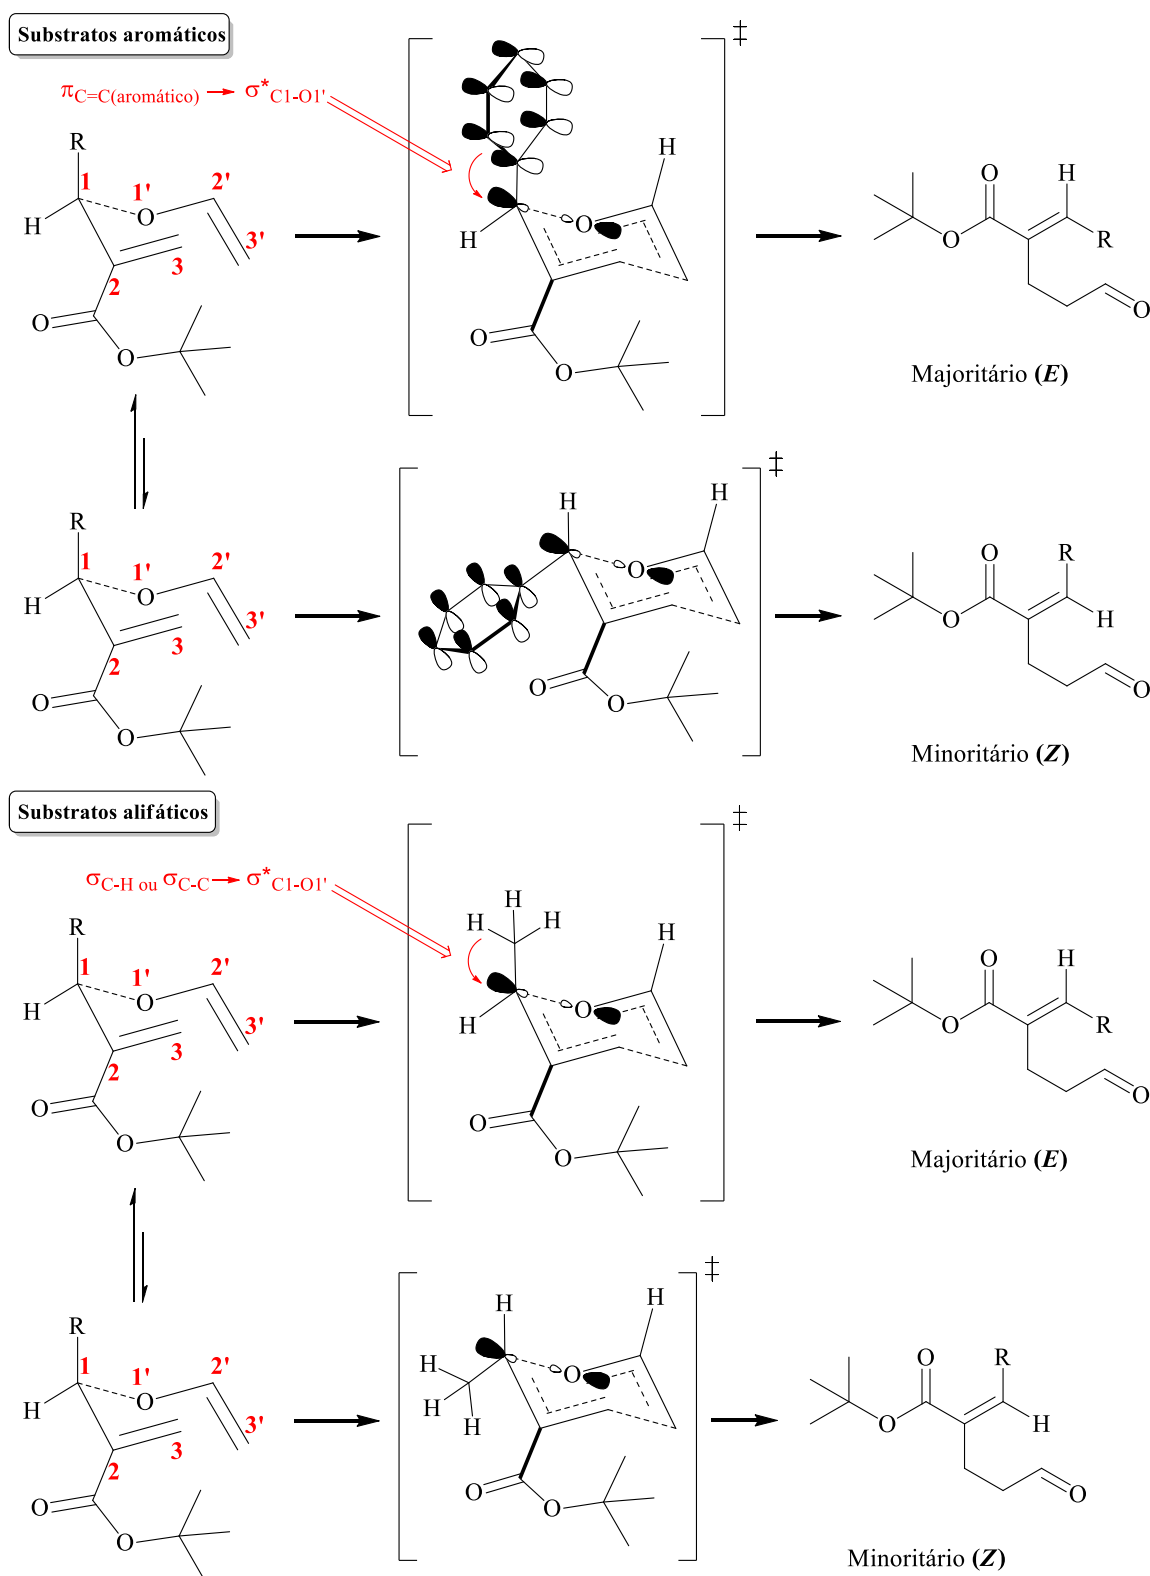 Substratos aromáticos
‡
πC=C(aromático) → σ*C1-O1'
R
1
1'
2'
H
O
3'
3
2
O
O
H
O
H
O
O
O
H
O
R
O
Majoritário (E)
‡
R
1
1'
2'
H
O
3'
3
2
O
O
H
H
O
O
O
O
R
O
H
O
Minoritário (Z)
Substratos alifáticos
‡
σC-H ou σC-C → σ*C1-O1'
R
1
1'
2'
H
O
3'
3
2
O
O
H
H
H
H
O
H
O
O
O
H
O
R
O
Majoritário (E)
‡
R
1
1'
2'
H
O
3'
3
2
O
O
H
H
H
H
H
O
O
O
O
R
O
H
O
Minoritário (Z)